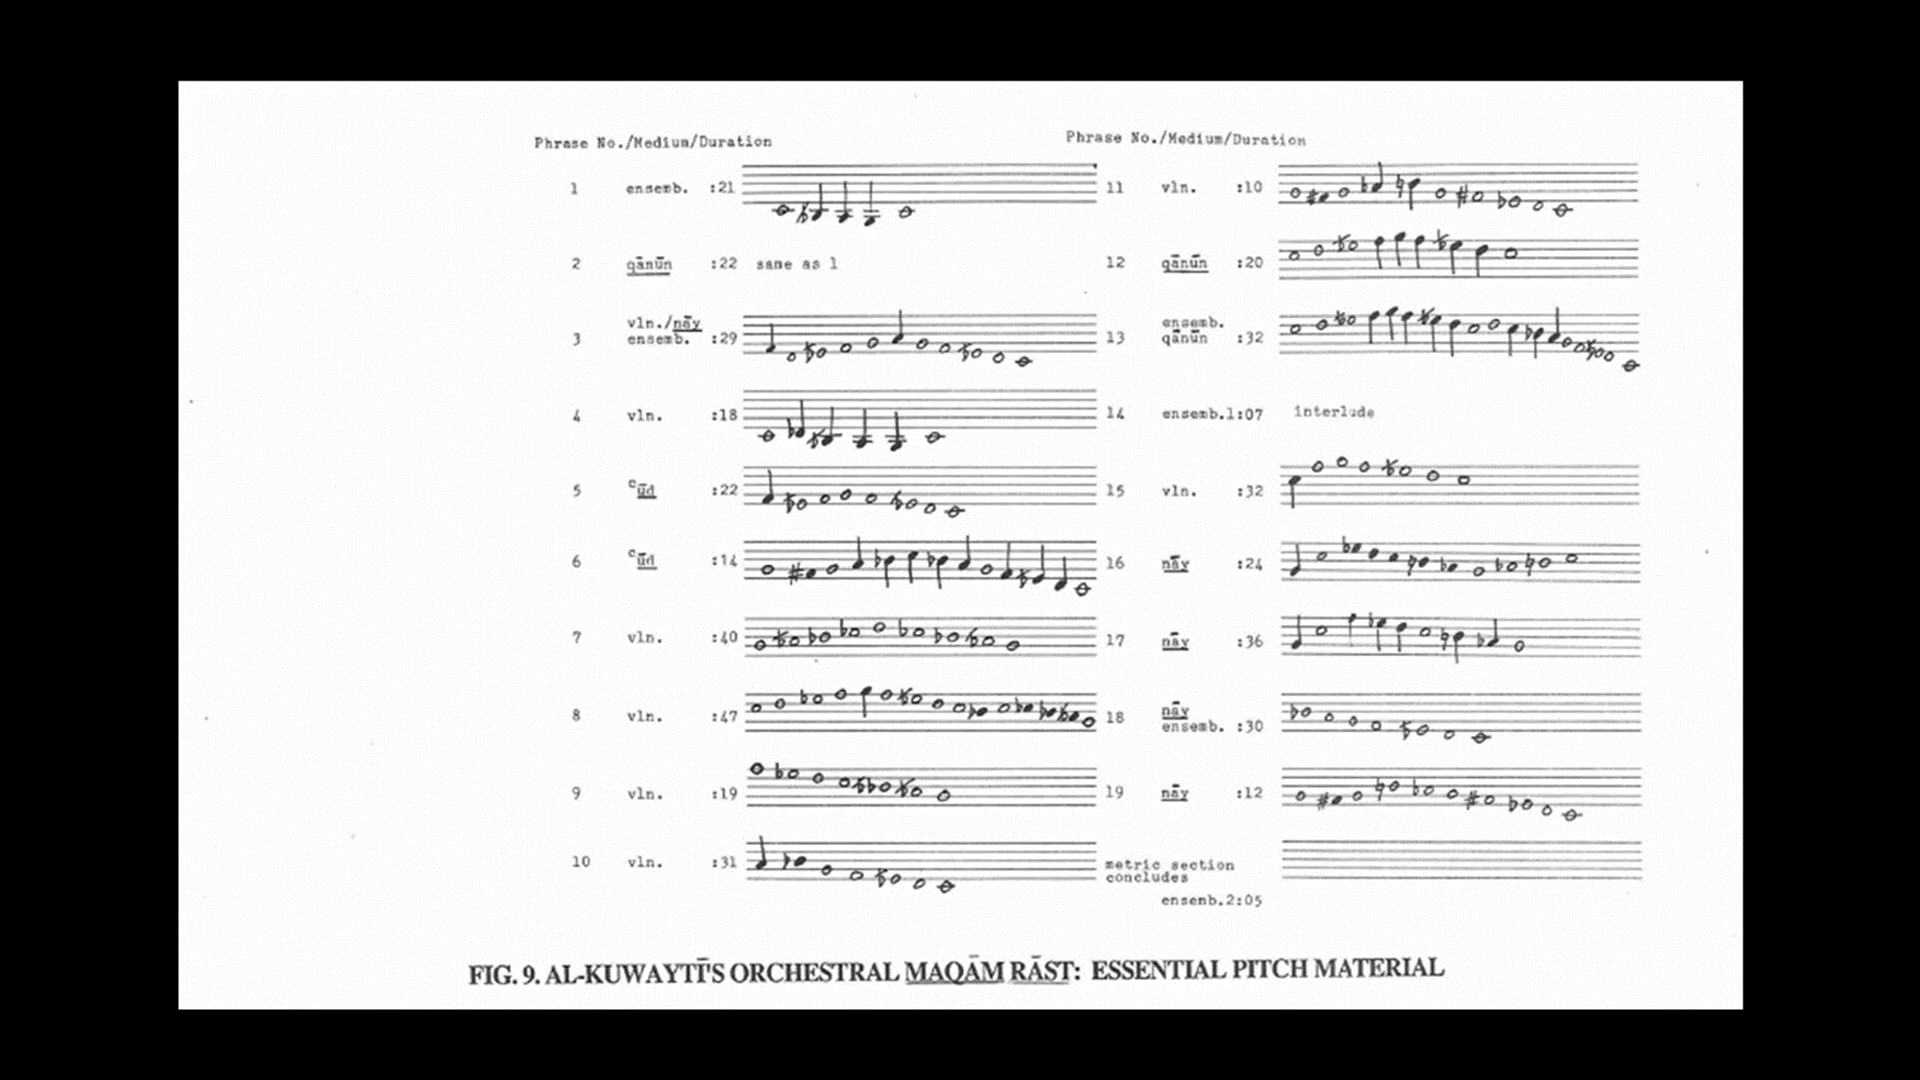 Phrase No./Medium/Duration
1 ensemb. :21
2 qānūn :22 same as 1
3 vln./nāy
ensemb. :29
4 vln. :18
5 ᶜūd :22
6 ᶜūd :14
7 vln. :40
8 vln. :47
9 vln. :19
10 vln. :31
Phrase No./Medium/Duration
11 vln. :10
12 qānūn :20
13 ensemb.
qānūn :32
14 ensemb.1:07 interlude
15 vln. :32
16 nāy :24
17 nāy :36
18 nāy
ensemb. :30
19 nāy :12
metric section
concludes
ensemb.2:05
FIG. 9. AL-KUWAYTĪ'S ORCHESTRAL MAQĀM RĀST: ESSENTIAL PITCH MATERIAL